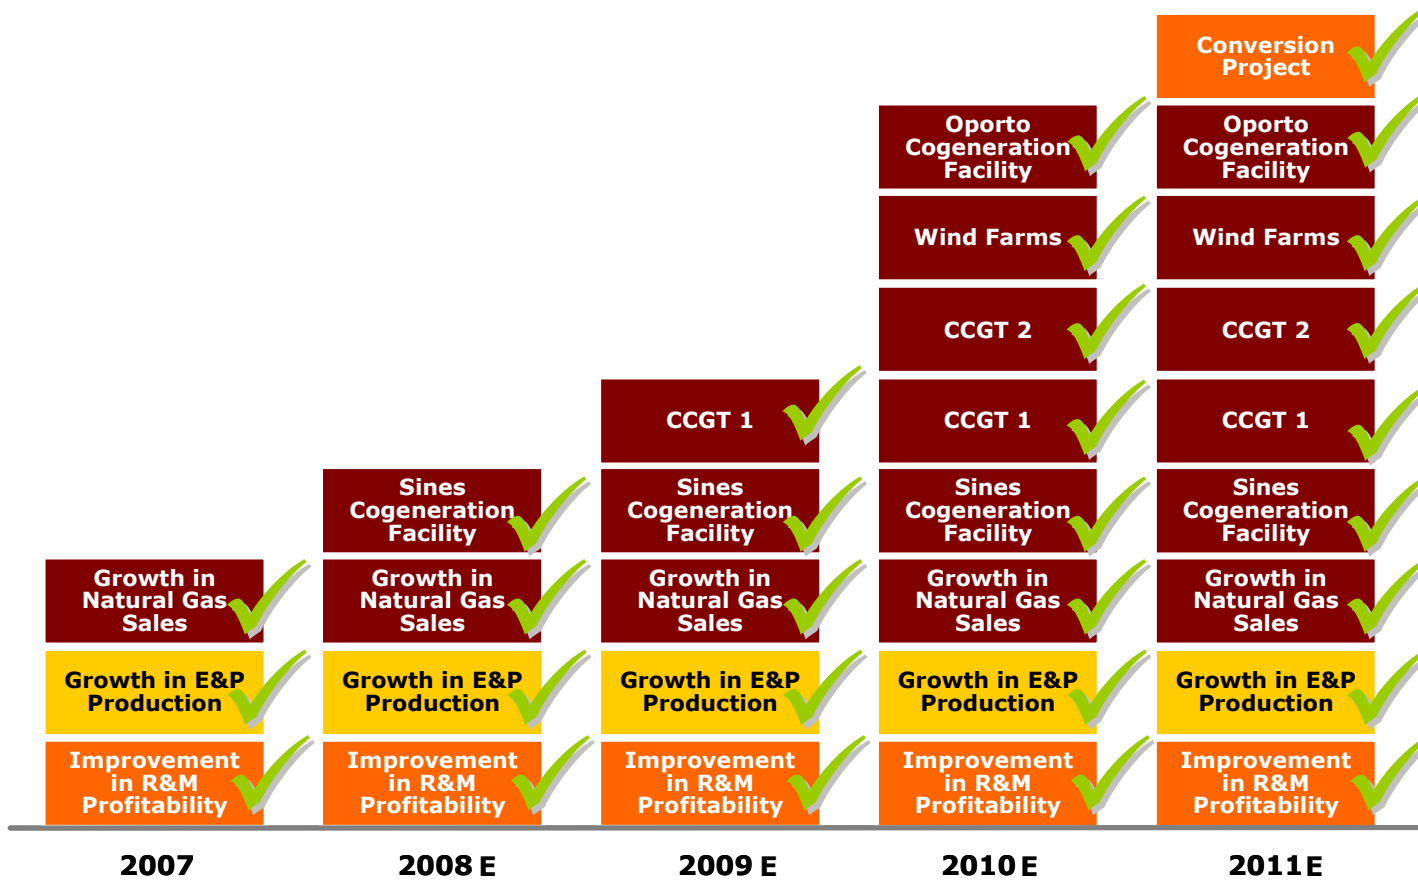 Conversion
Project
Oporto
Cogeneration
Facility
Oporto
Cogeneration
Facility
Wind Farms
Wind Farms
CCGT 2
CCGT 2
CCGT 1
CCGT 1
CCGT 1
Sines
Cogeneration
Facility
Sines
Cogeneration
Facility
Sines
Cogeneration
Facility
Sines
Cogeneration
Facility
Growth in
Natural Gas
Sales
Growth in
Natural Gas
Sales
Growth in
Natural Gas
Sales
Growth in
Natural Gas
Sales
Growth in
Natural Gas
Sales
Growth in E&P
Production
Growth in E&P
Production
Growth in E&P
Production
Growth in E&P
Production
Growth in E&P
Production
Improvement
in R&M
Profitability
Improvement
in R&M
Profitability
Improvement
in R&M
Profitability
Improvement
in R&M
Profitability
Improvement
in R&M
Profitability
2007
2008 E
2009 E
2010 E
2011 E